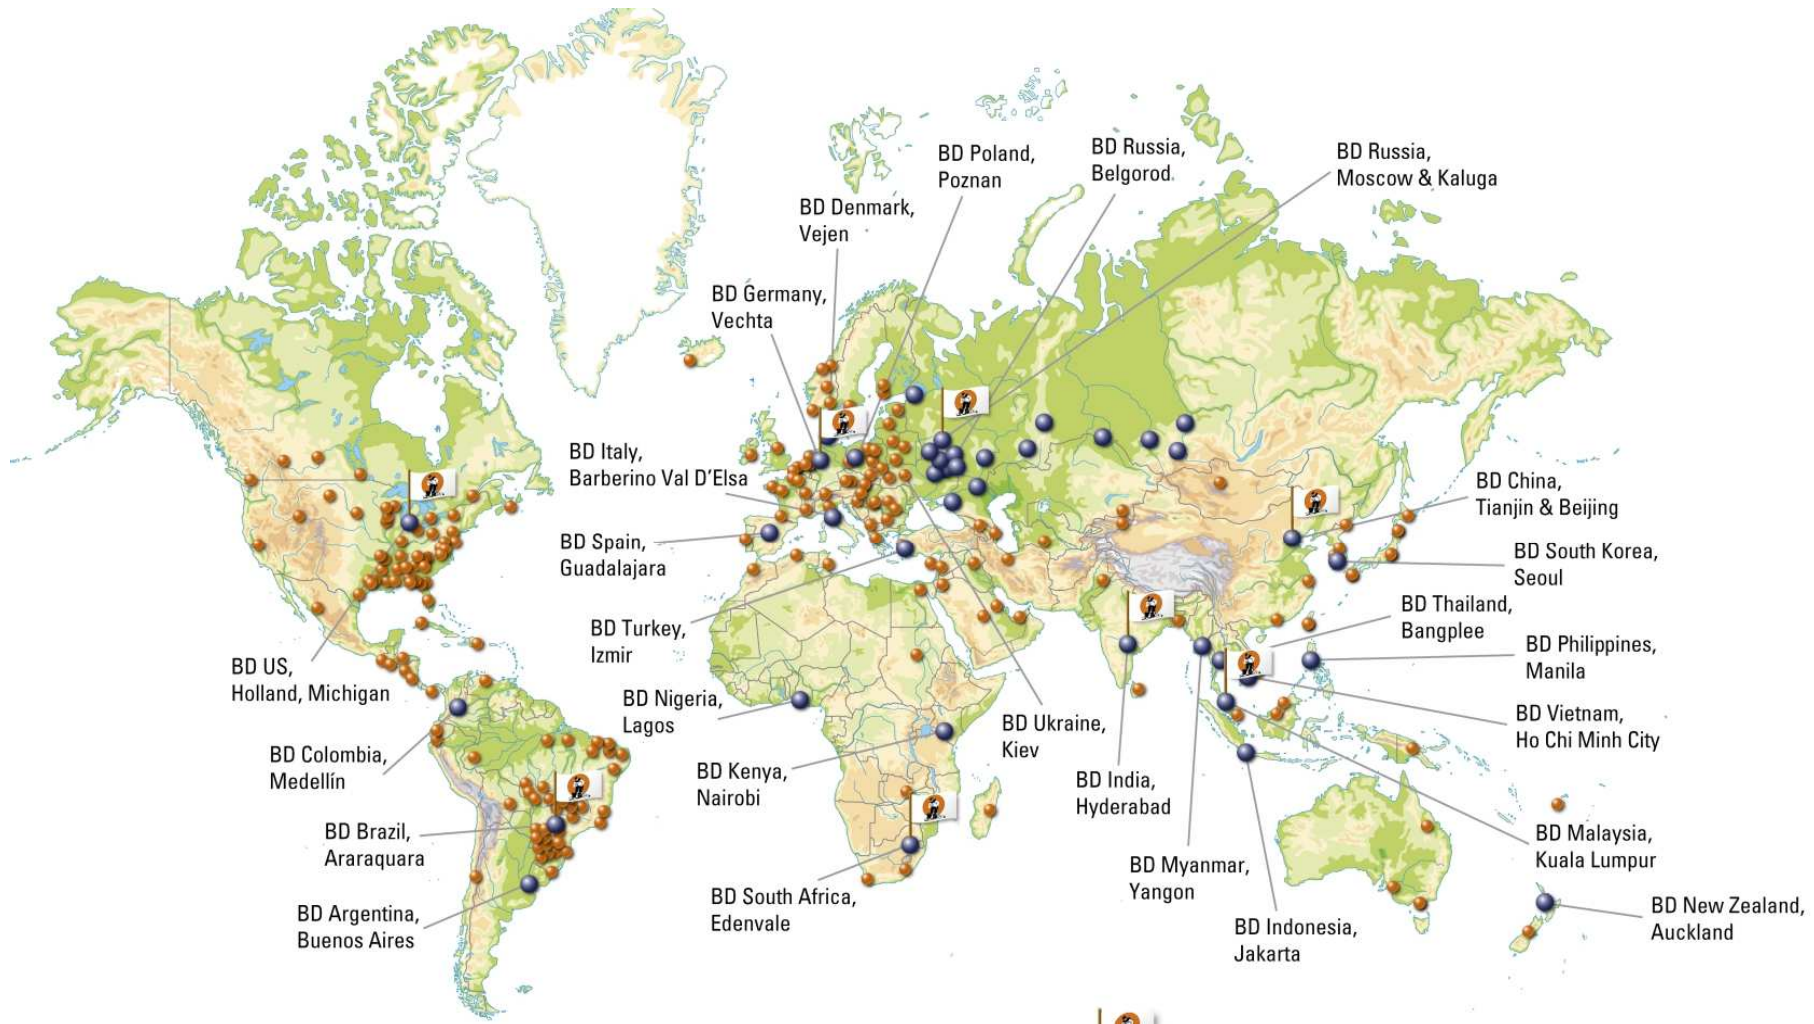 BD Poland,
Poznan
BD Russia,
Belgorod
BD Russia,
Moscow & Kaluga
BD Denmark,
Vejen
BD Germany,
Vechta
BD Italy,
Barberino Val D'Elsa
BD China,
Tianjin & Beijing
BD Spain,
Guadalajara
BD South Korea,
Seoul
BD Thailand,
Bangplee
BD Turkey,
Izmir
BD Philippines,
Manila
BD US,
Holland, Michigan
BD Nigeria,
Lagos
BD Ukraine,
Kiev
BD Vietnam,
Ho Chi Minh City
BD Colombia,
Medellín
BD Kenya,
Nairobi
BD India,
Hyderabad
BD Brazil,
Araraquara
BD Malaysia,
Kuala Lumpur
BD Myanmar,
Yangon
BD South Africa,
Edenvale
BD Argentina,
Buenos Aires
BD Indonesia,
Jakarta
BD New Zealand,
Auckland